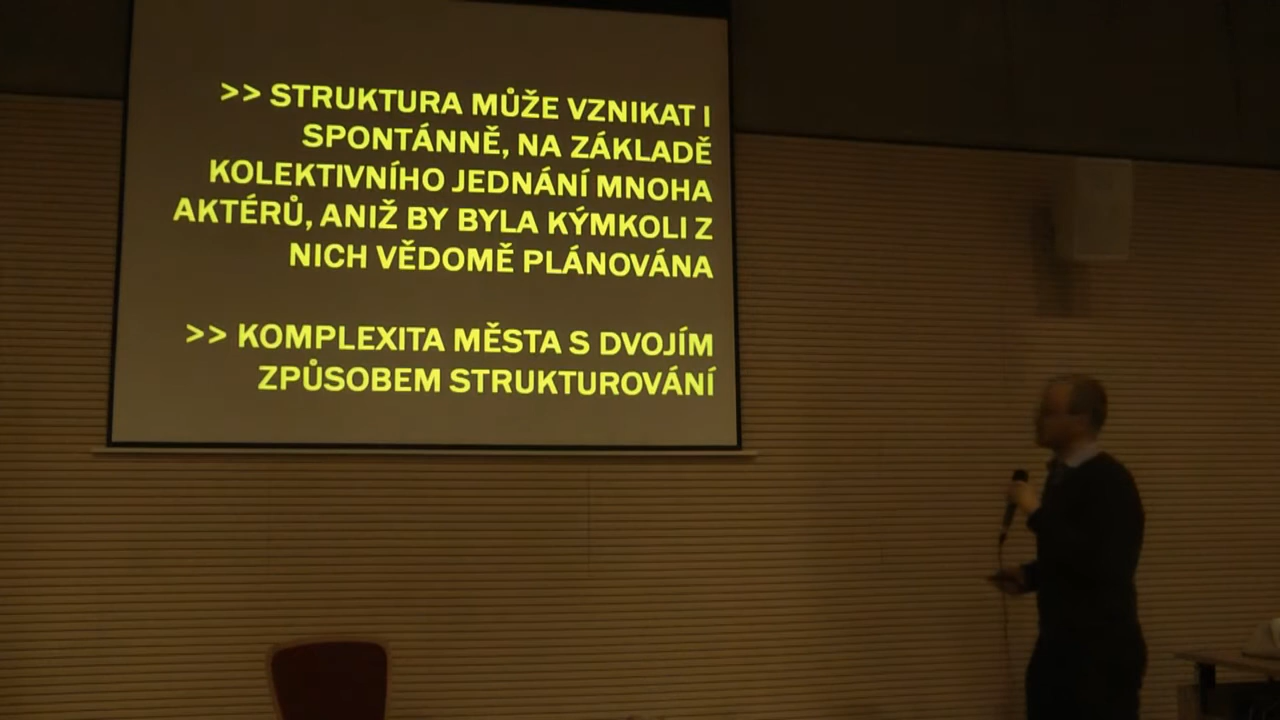 >> STRUKTURA MŮŽE VZNIKAT I
SPONTÁNNĚ, NA ZÁKLADĚ
KOLEKTIVNÍHO JEDNÁNÍ MNOHA
AKTÉRŮ, ANIŽ BY BYLA KÝMKOLI Z
NICH VĚDOMĚ PLÁNOVÁNA
>> KOMPLEXITA MĚSTA S DVOJÍM
ZPŮSOBEM STRUKTUROVÁNÍ